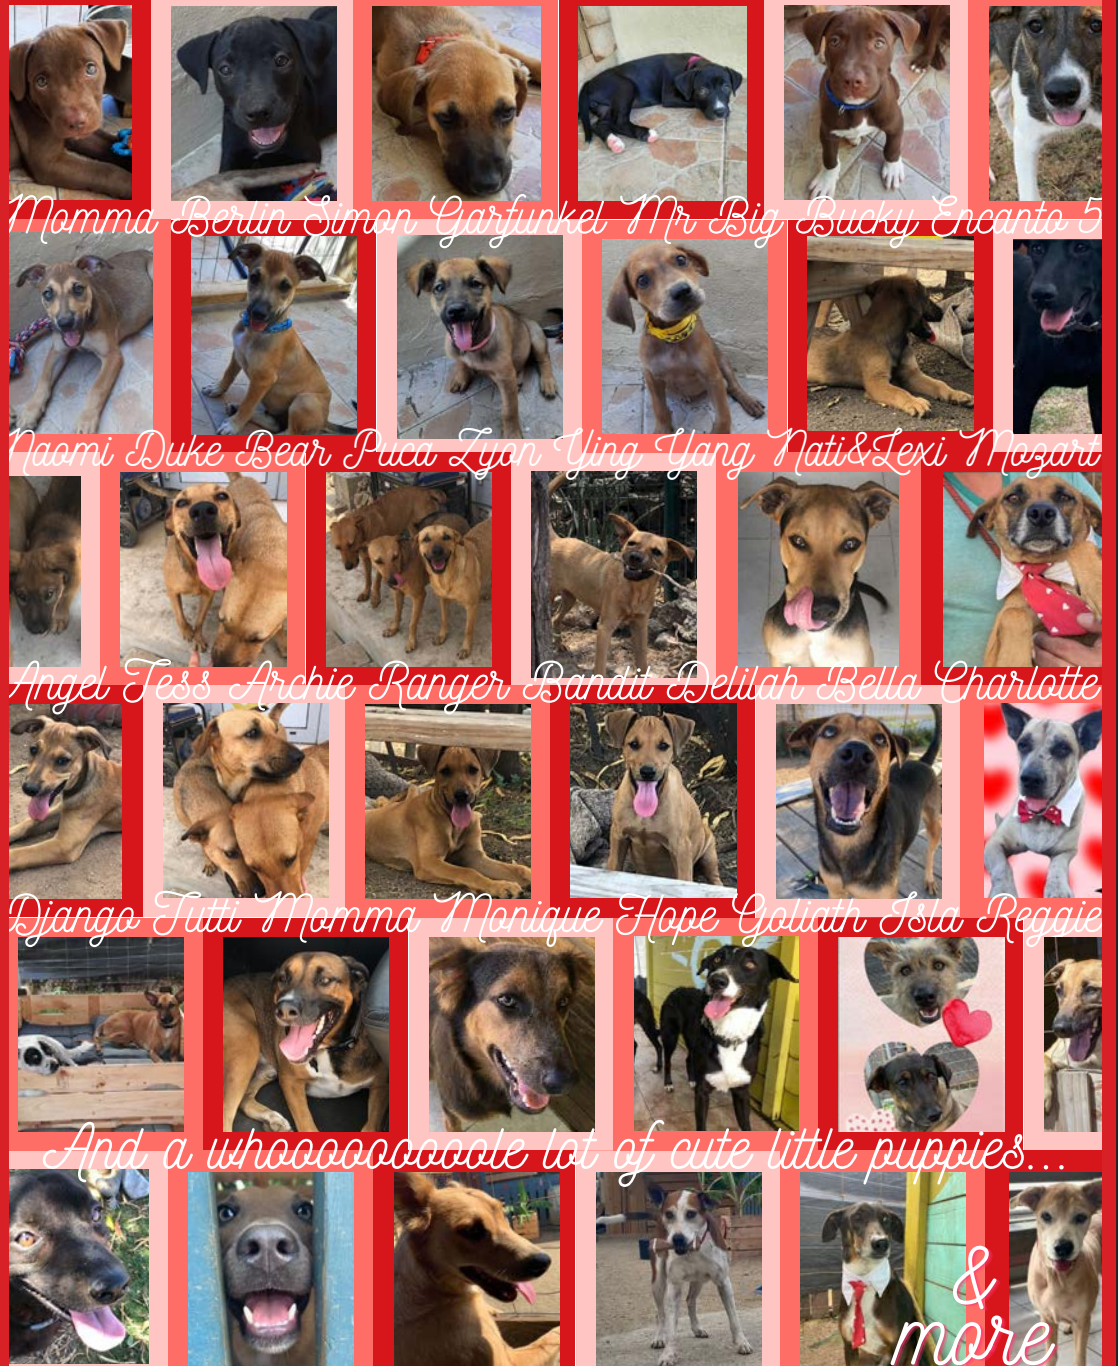 Momma Berlin Simon Garfunkel Mr Big Bucky Encanto 5
Naomi Duke Bear Puca Zyon Ying Yang Nati&Lexi Mozart
Angel Tess Archie Ranger Bandit Delilah Bella Charlotte
Django Tutti Momma Monique Hope Goliath Isla Reggie
And a whoooooooooole lot of cute little puppies...
&
more